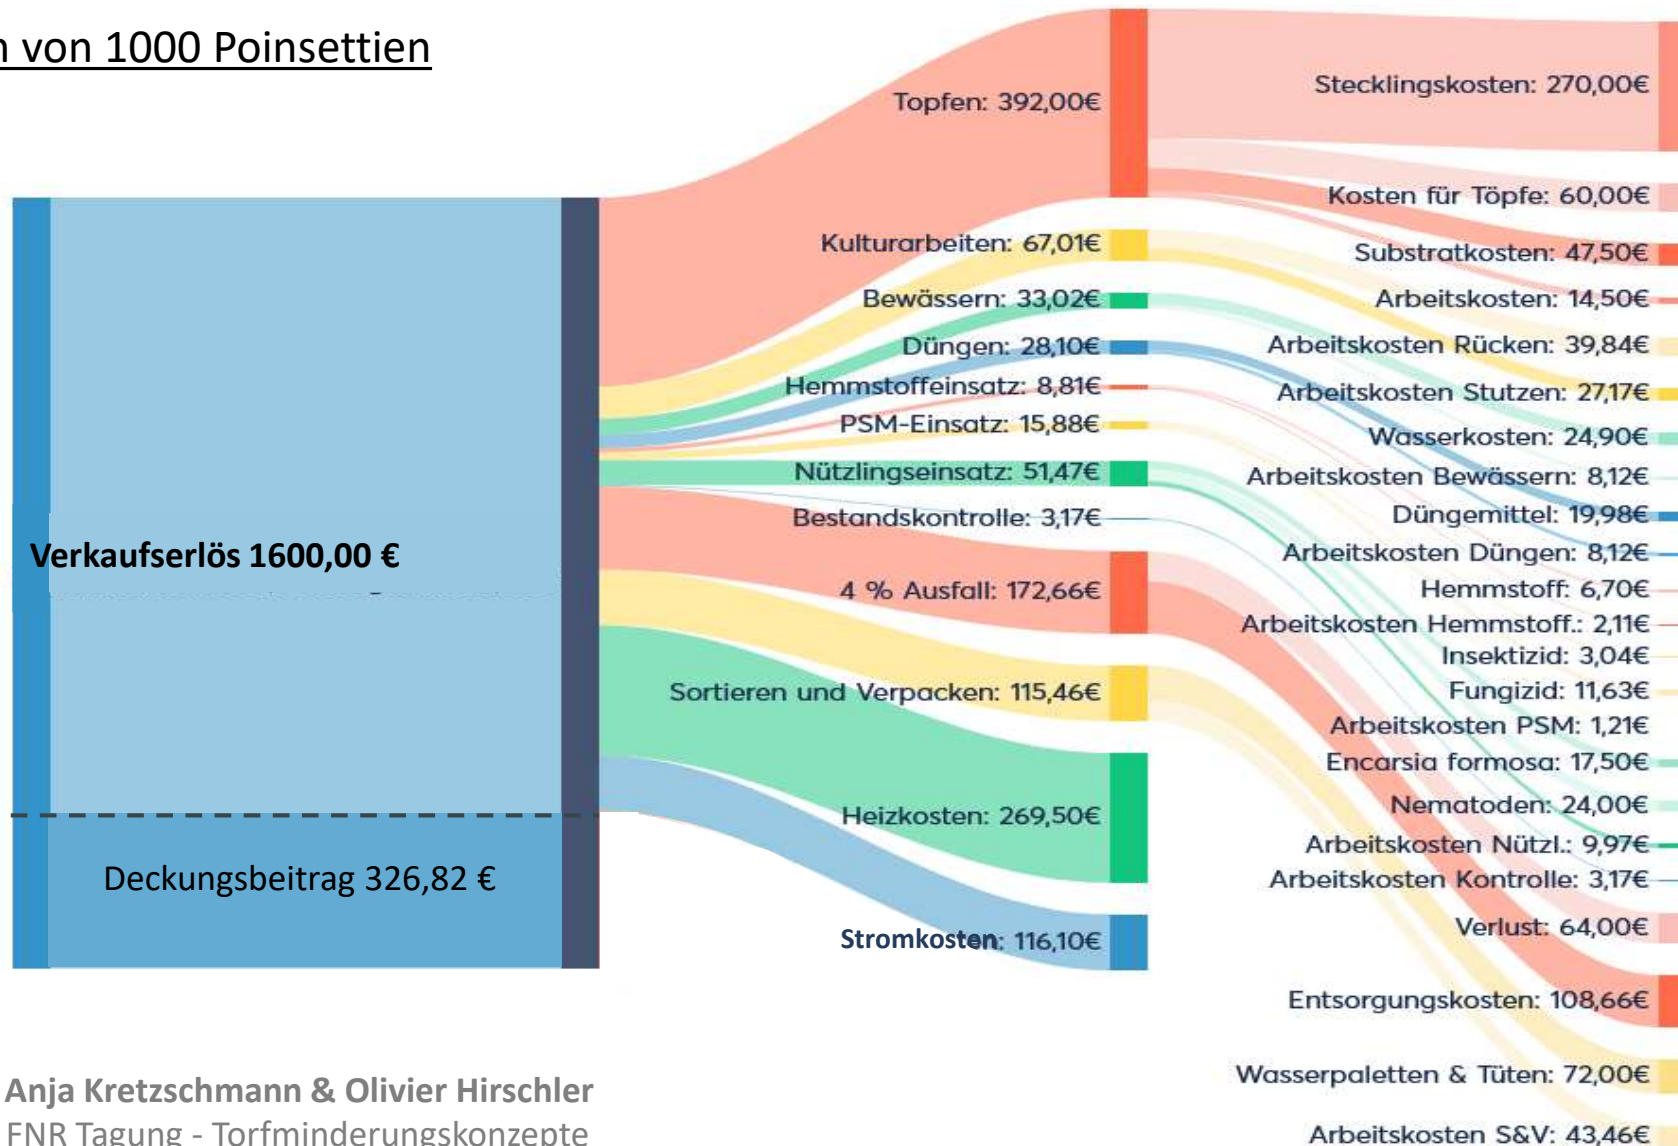 n von 1000 Poinsettien
Verkaufserlös 1600,00 €
Deckungsbeitrag 326,82 €
Topfen: 392,00€
Kulturarbeiten: 67,01€
Bewässern: 33,02€
Düngen: 28,10€
Hemmstoffeinsatz: 8,81€
PSM-Einsatz: 15,88€
Nützlingseinsatz: 51,47€
Bestandskontrolle: 3,17€
4 % Ausfall: 172,66€
Sortieren und Verpacken: 115,46€
Heizkosten: 269,50€
Stromkosten: 116,10€
Stecklingskosten: 270,00€
Kosten für Töpfe: 60,00€
Substratkosten: 47,50€
Arbeitskosten: 14,50€
Arbeitskosten Rücken: 39,84€
Arbeitskosten Stutzen: 27,17€
Wasserkosten: 24,90€
Arbeitskosten Bewässern: 8,12€
Düngemittel: 19,98€
Arbeitskosten Düngen: 8,12€
Hemmstoff: 6,70€
Arbeitskosten Hemmstoff.: 2,11€
Insektizid: 3,04€
Fungizid: 11,63€
Arbeitskosten PSM: 1,21€
Encarsia formosa: 17,50€
Nematoden: 24,00€
Arbeitskosten Nützl.: 9,97€
Arbeitskosten Kontrolle: 3,17€
Verlust: 64,00€
Entsorgungskosten: 108,66€
Wasserpaletten & Tüten: 72,00€
Arbeitskosten S&V: 43,46€
Anja Kretzschmann & Olivier Hirschler
FNR Tagung - Torfminderungskonzepte